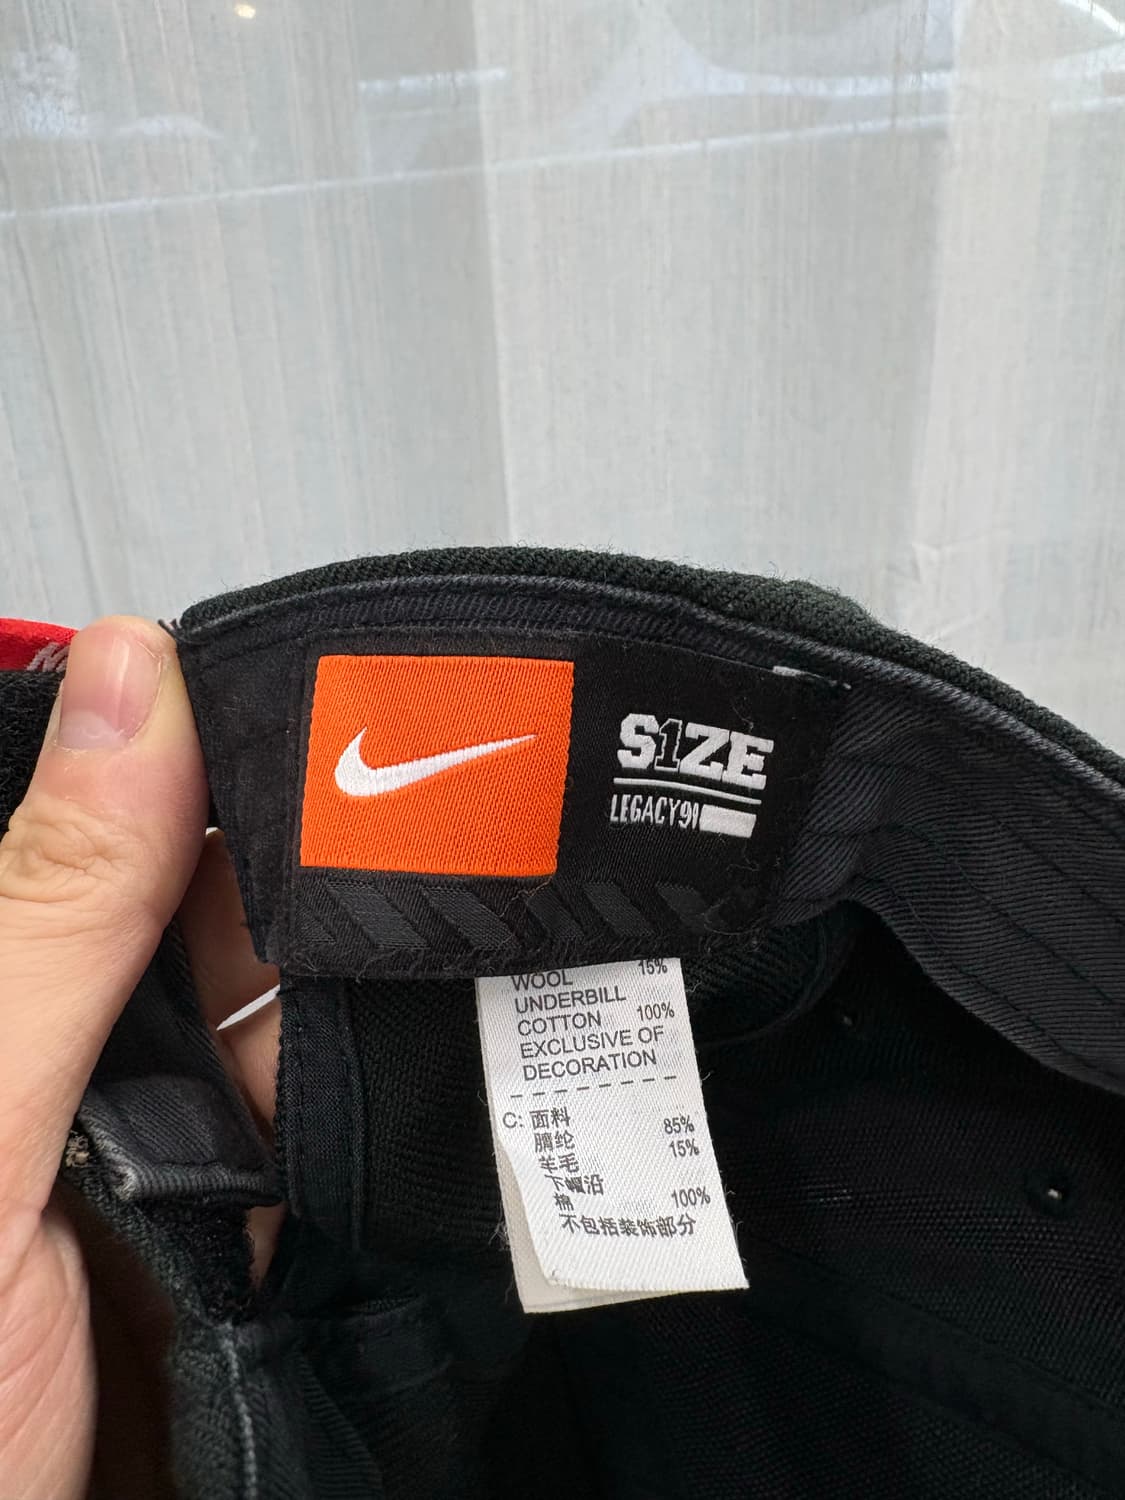 S1ZE
LEGACY91
WOOL 15%
UNDERBILL
COTTON 100%
EXCLUSIVE OF
DECORATION
C: 面料
腈纶 85%
羊毛 15%
下帽沿
棉 100%
不包括装饰部分